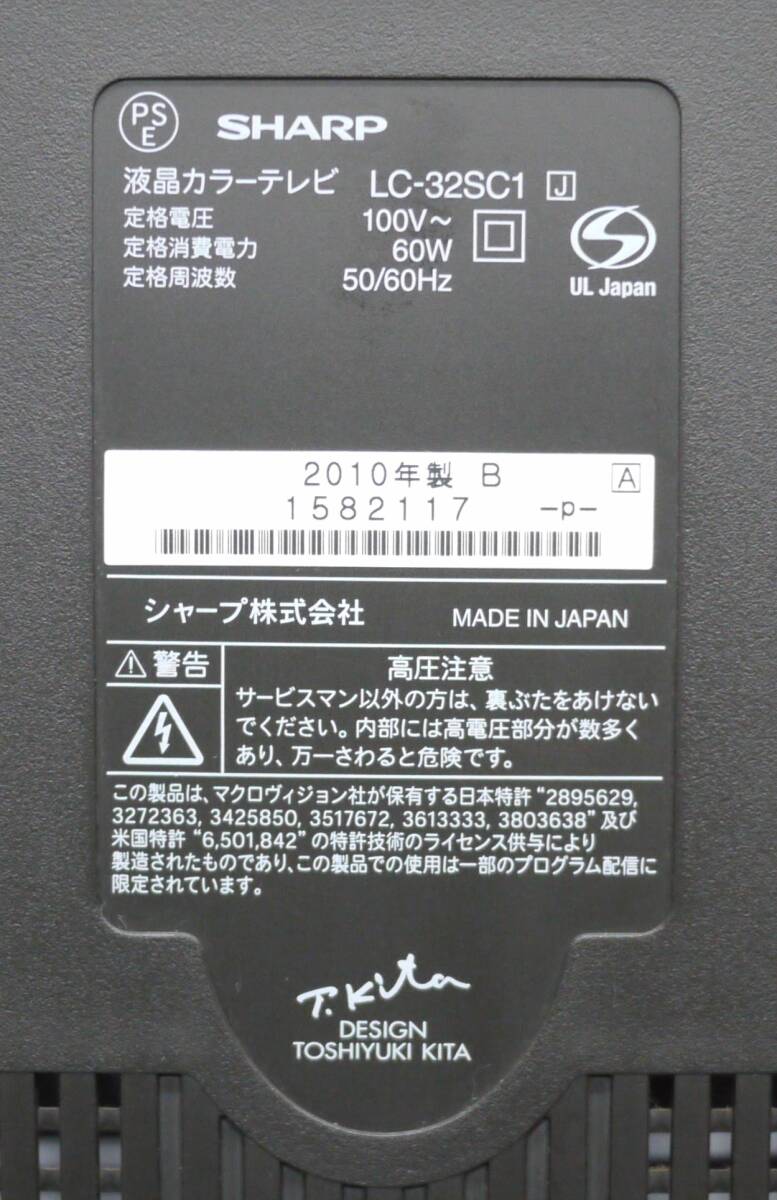 PSE SHARP
液晶カラーテレビ LC-32SC1 J
定格電圧 100V～
定格消費電力 60W
定格周波数 50/60Hz
UL Japan
2010年製 B A
1582117 -p-
シャープ株式会社 MADE IN JAPAN
警告 高圧注意
サービスマン以外の方は、裏ぶたをあけない
でください。内部には高電圧部分が数多く
あり、万一さわると危険です。
この製品は、マクロヴィジョン社が保有する日本特許 “2895629,
3272363, 3425850, 3517672, 3613333, 3803638” 及び
米国特許 “6,501,842” の特許技術のライセンス供与により
製造されたものであり、この製品での使用は一部のプログラム配信に
限定されています。
T.Kita
DESIGN
TOSHIYUKI KITA